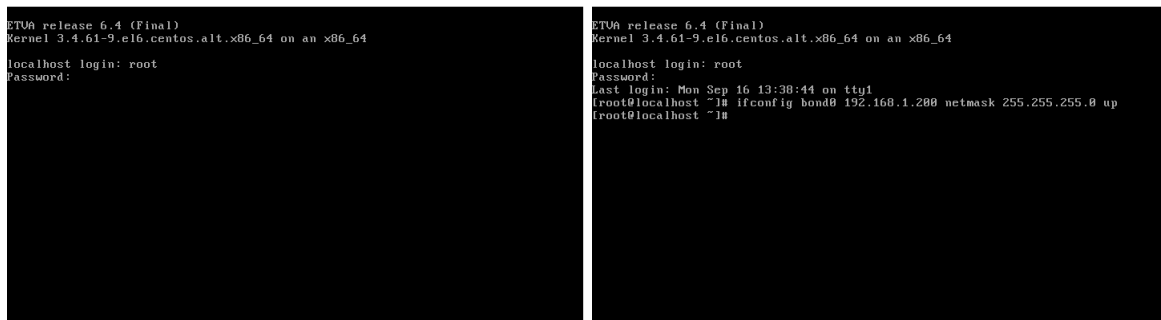 ETVA release 6.4 (Final)
Kernel 3.4.61-9.el6.centos.alt.x86_64 on an x86_64
localhost login: root
Password:
ETVA release 6.4 (Final)
Kernel 3.4.61-9.el6.centos.alt.x86_64 on an x86_64
localhost login: root
Password:
Last login: Mon Sep 16 13:38:44 on tty1
[root@localhost ~]# ifconfig bond0 192.168.1.200 netmask 255.255.255.0 up
[root@localhost ~]#